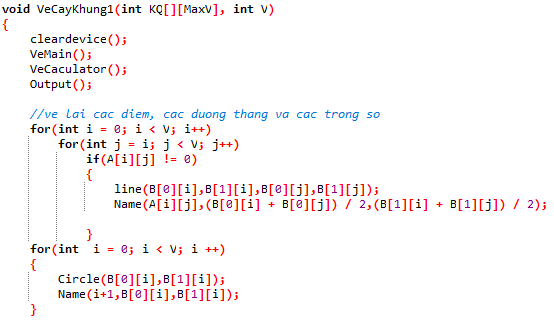 void VeCayKhung1(int KQ[][MaxV], int V)
{
    cleardevice();
    VeMain();
    VeCaculator();
    Output();

    //ve lai cac diem, cac duong thang va cac trong so
    for(int i = 0; i < V; i++)
        for(int j = i; j < V; j++)
            if(A[i][j] != 0)
            {
                line(B[0][i],B[1][i],B[0][j],B[1][j]);
                Name(A[i][j],(B[0][i] + B[0][j]) / 2,(B[1][i] + B[1][j]) / 2);

            }
    for(int  i = 0; i < V; i ++)
    {
        Circle(B[0][i],B[1][i]);
        Name(i+1,B[0][i],B[1][i]);
    }